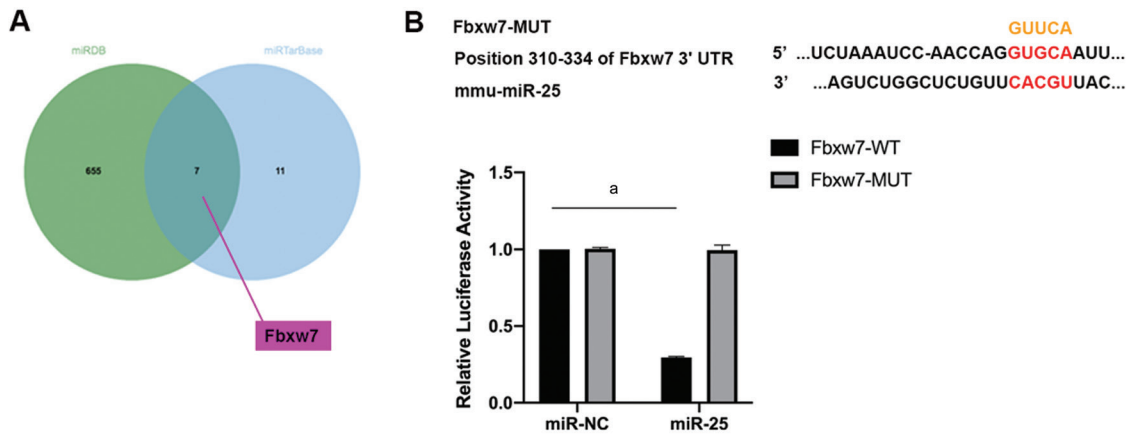 A
miRDB
miRTarBase
655
7
11
Fbxw7
B
Fbxw7-MUT
GUUCA
Position 310-334 of Fbxw7 3' UTR
5' ...UCUAAAUCC-AACCAGGUGCAAUU...
mmu-miR-25
3' ...AGUCUGGCUCUGUUCACGUUAC...
Fbxw7-WT
Fbxw7-MUT
Relative Luciferase Activity
1.5
1.0
0.5
0.0
a
miR-NC
miR-25